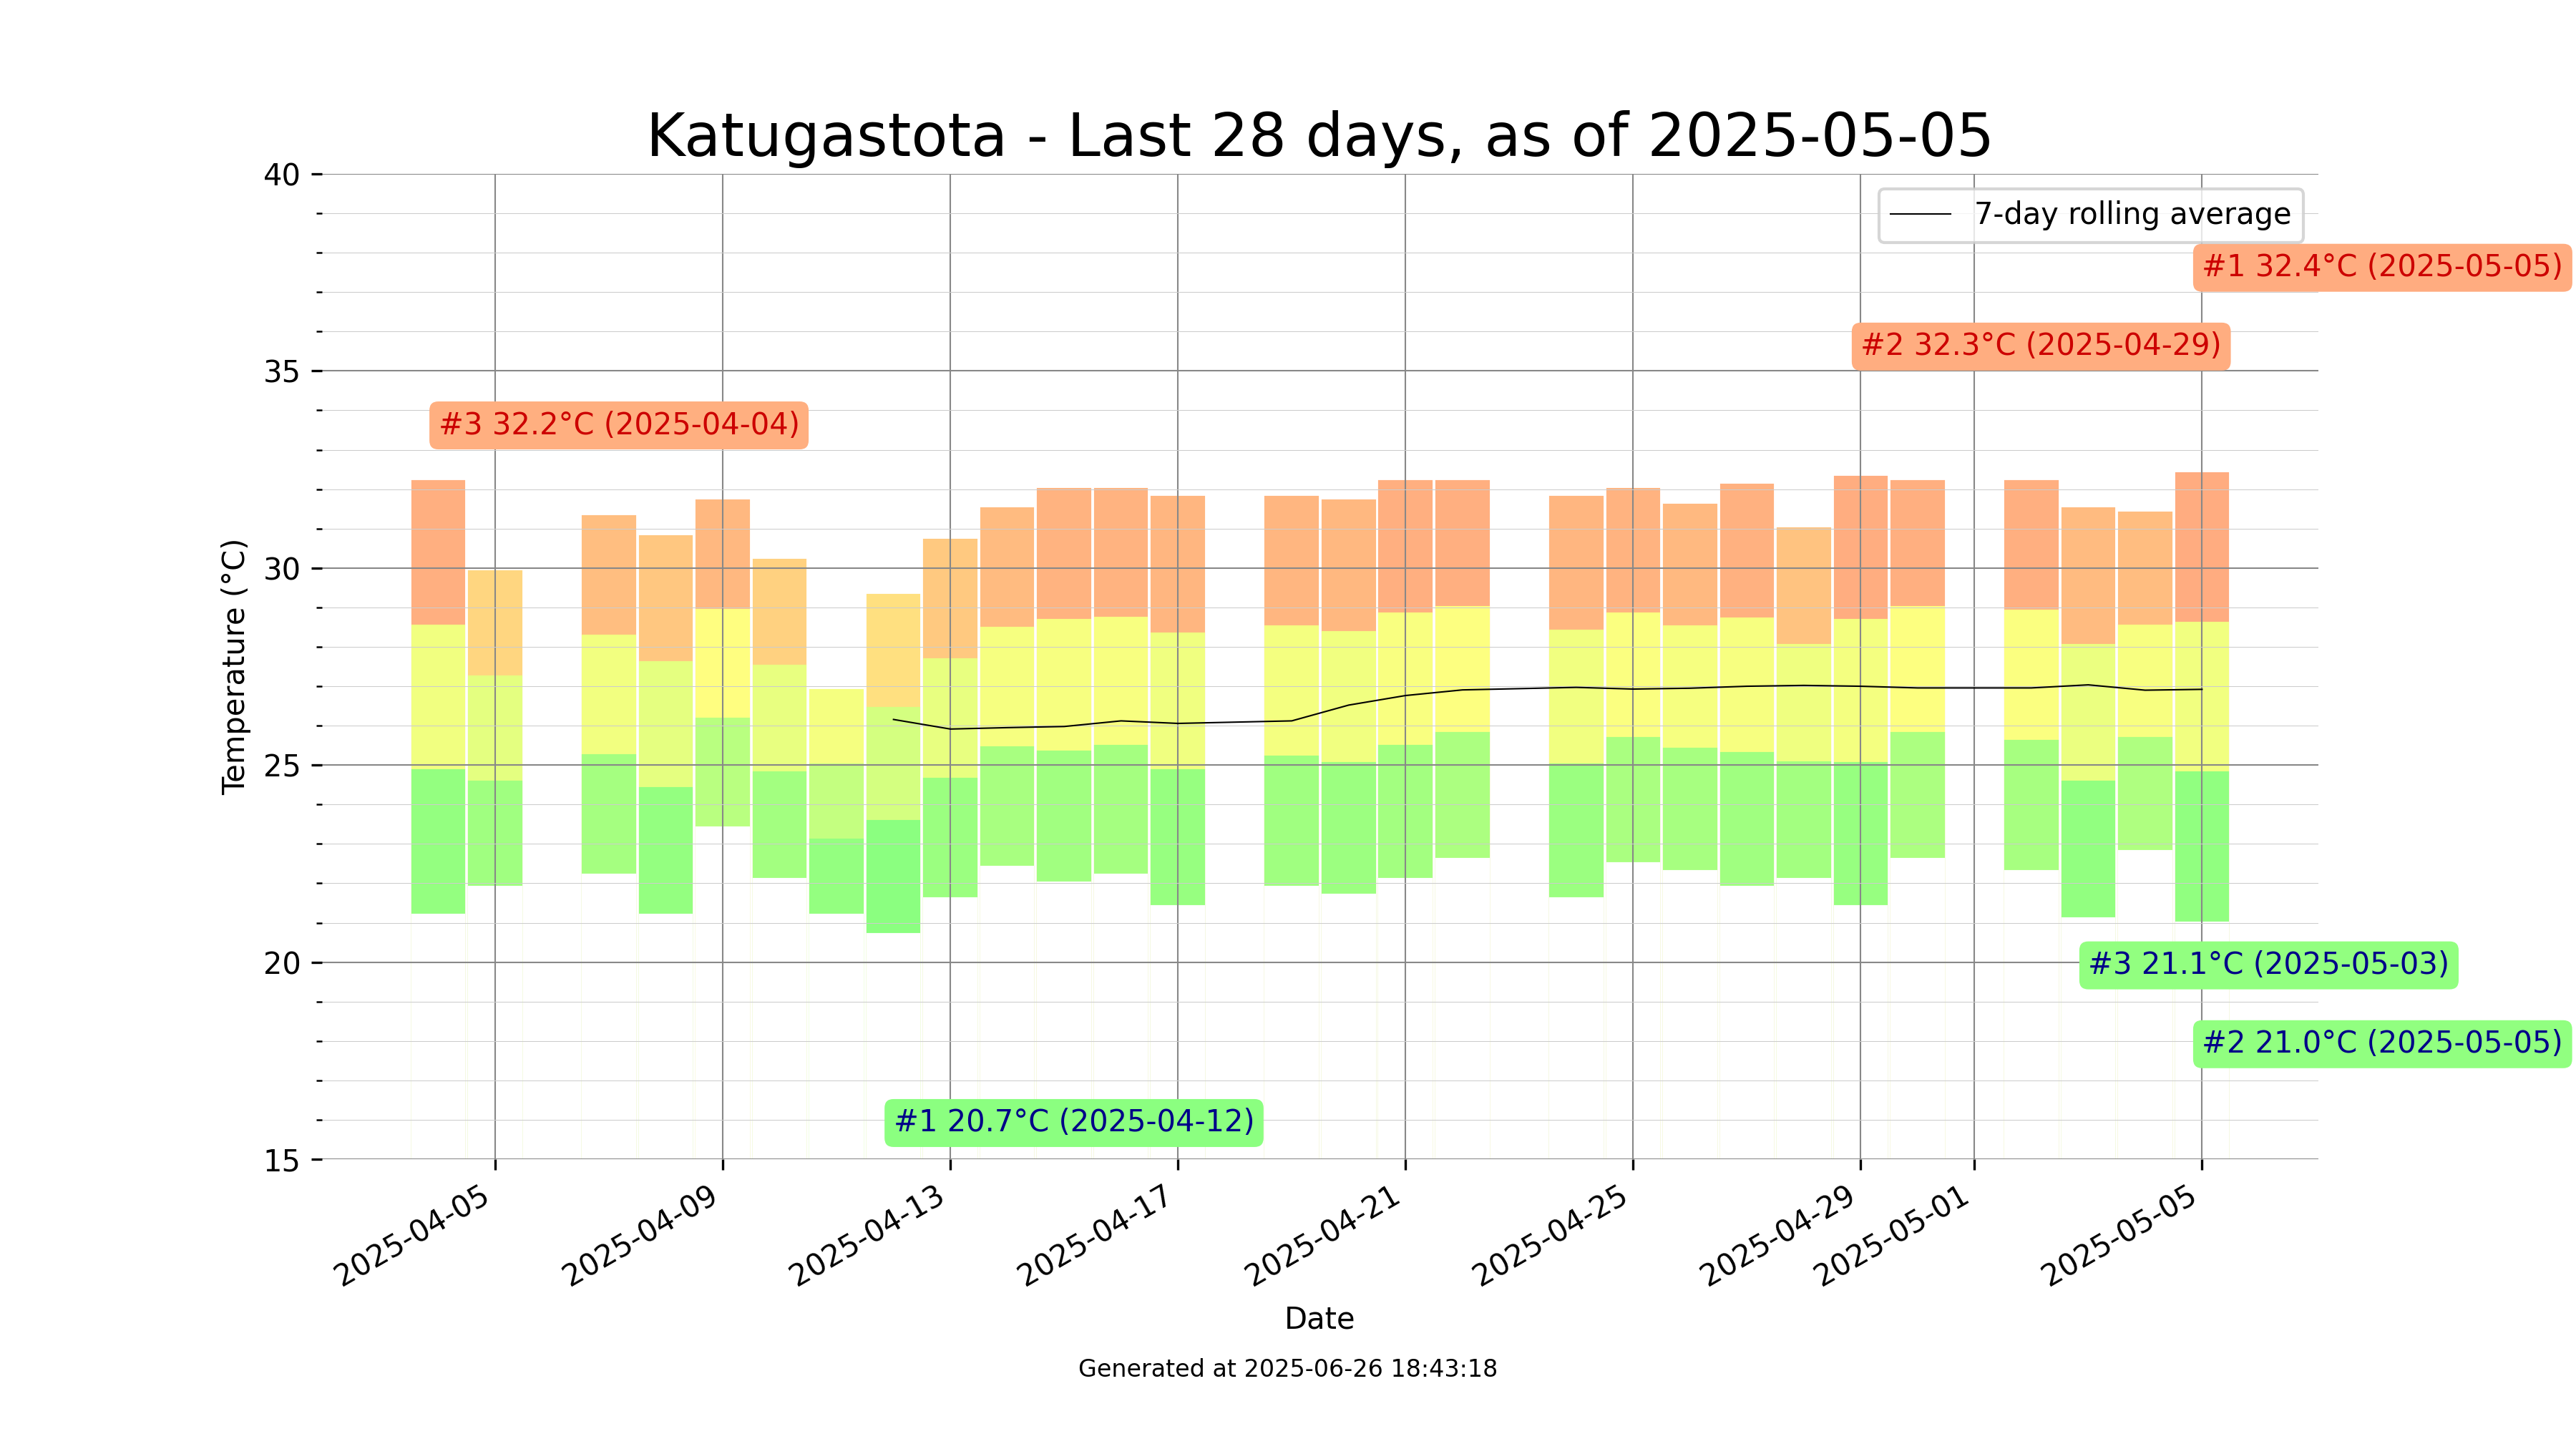 Katugastota - Last 28 days, as of 2025-05-05
40
7-day rolling average
#1 32.4°C (2025-05-05)
#2 32.3°C (2025-04-29)
35
#3 32.2°C (2025-04-04)
30
Temperature (°C)
25
20
#3 21.1°C (2025-05-03)
#2 21.0°C (2025-05-05)
#1 20.7°C (2025-04-12)
15
2025-04-05
2025-04-09
2025-04-13
2025-04-17
2025-04-21
2025-04-25
2025-04-29
2025-05-01
2025-05-05
Date
Generated at 2025-06-26 18:43:18